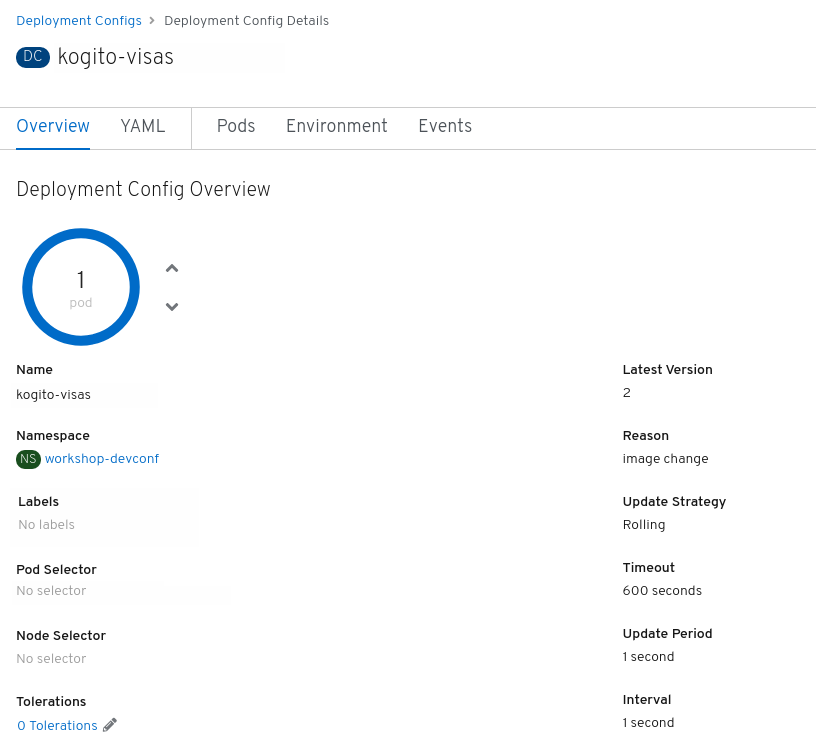 Deployment Configs > Deployment Config Details
DC kogito-visas
Overview YAML Pods Environment Events
Deployment Config Overview
1
pod
Name
kogito-visas
Namespace
NS workshop-devconf
Labels
No labels
Pod Selector
No selector
Node Selector
No selector
Tolerations
0 Tolerations
Latest Version
2
Reason
image change
Update Strategy
Rolling
Timeout
600 seconds
Update Period
1 second
Interval
1 second